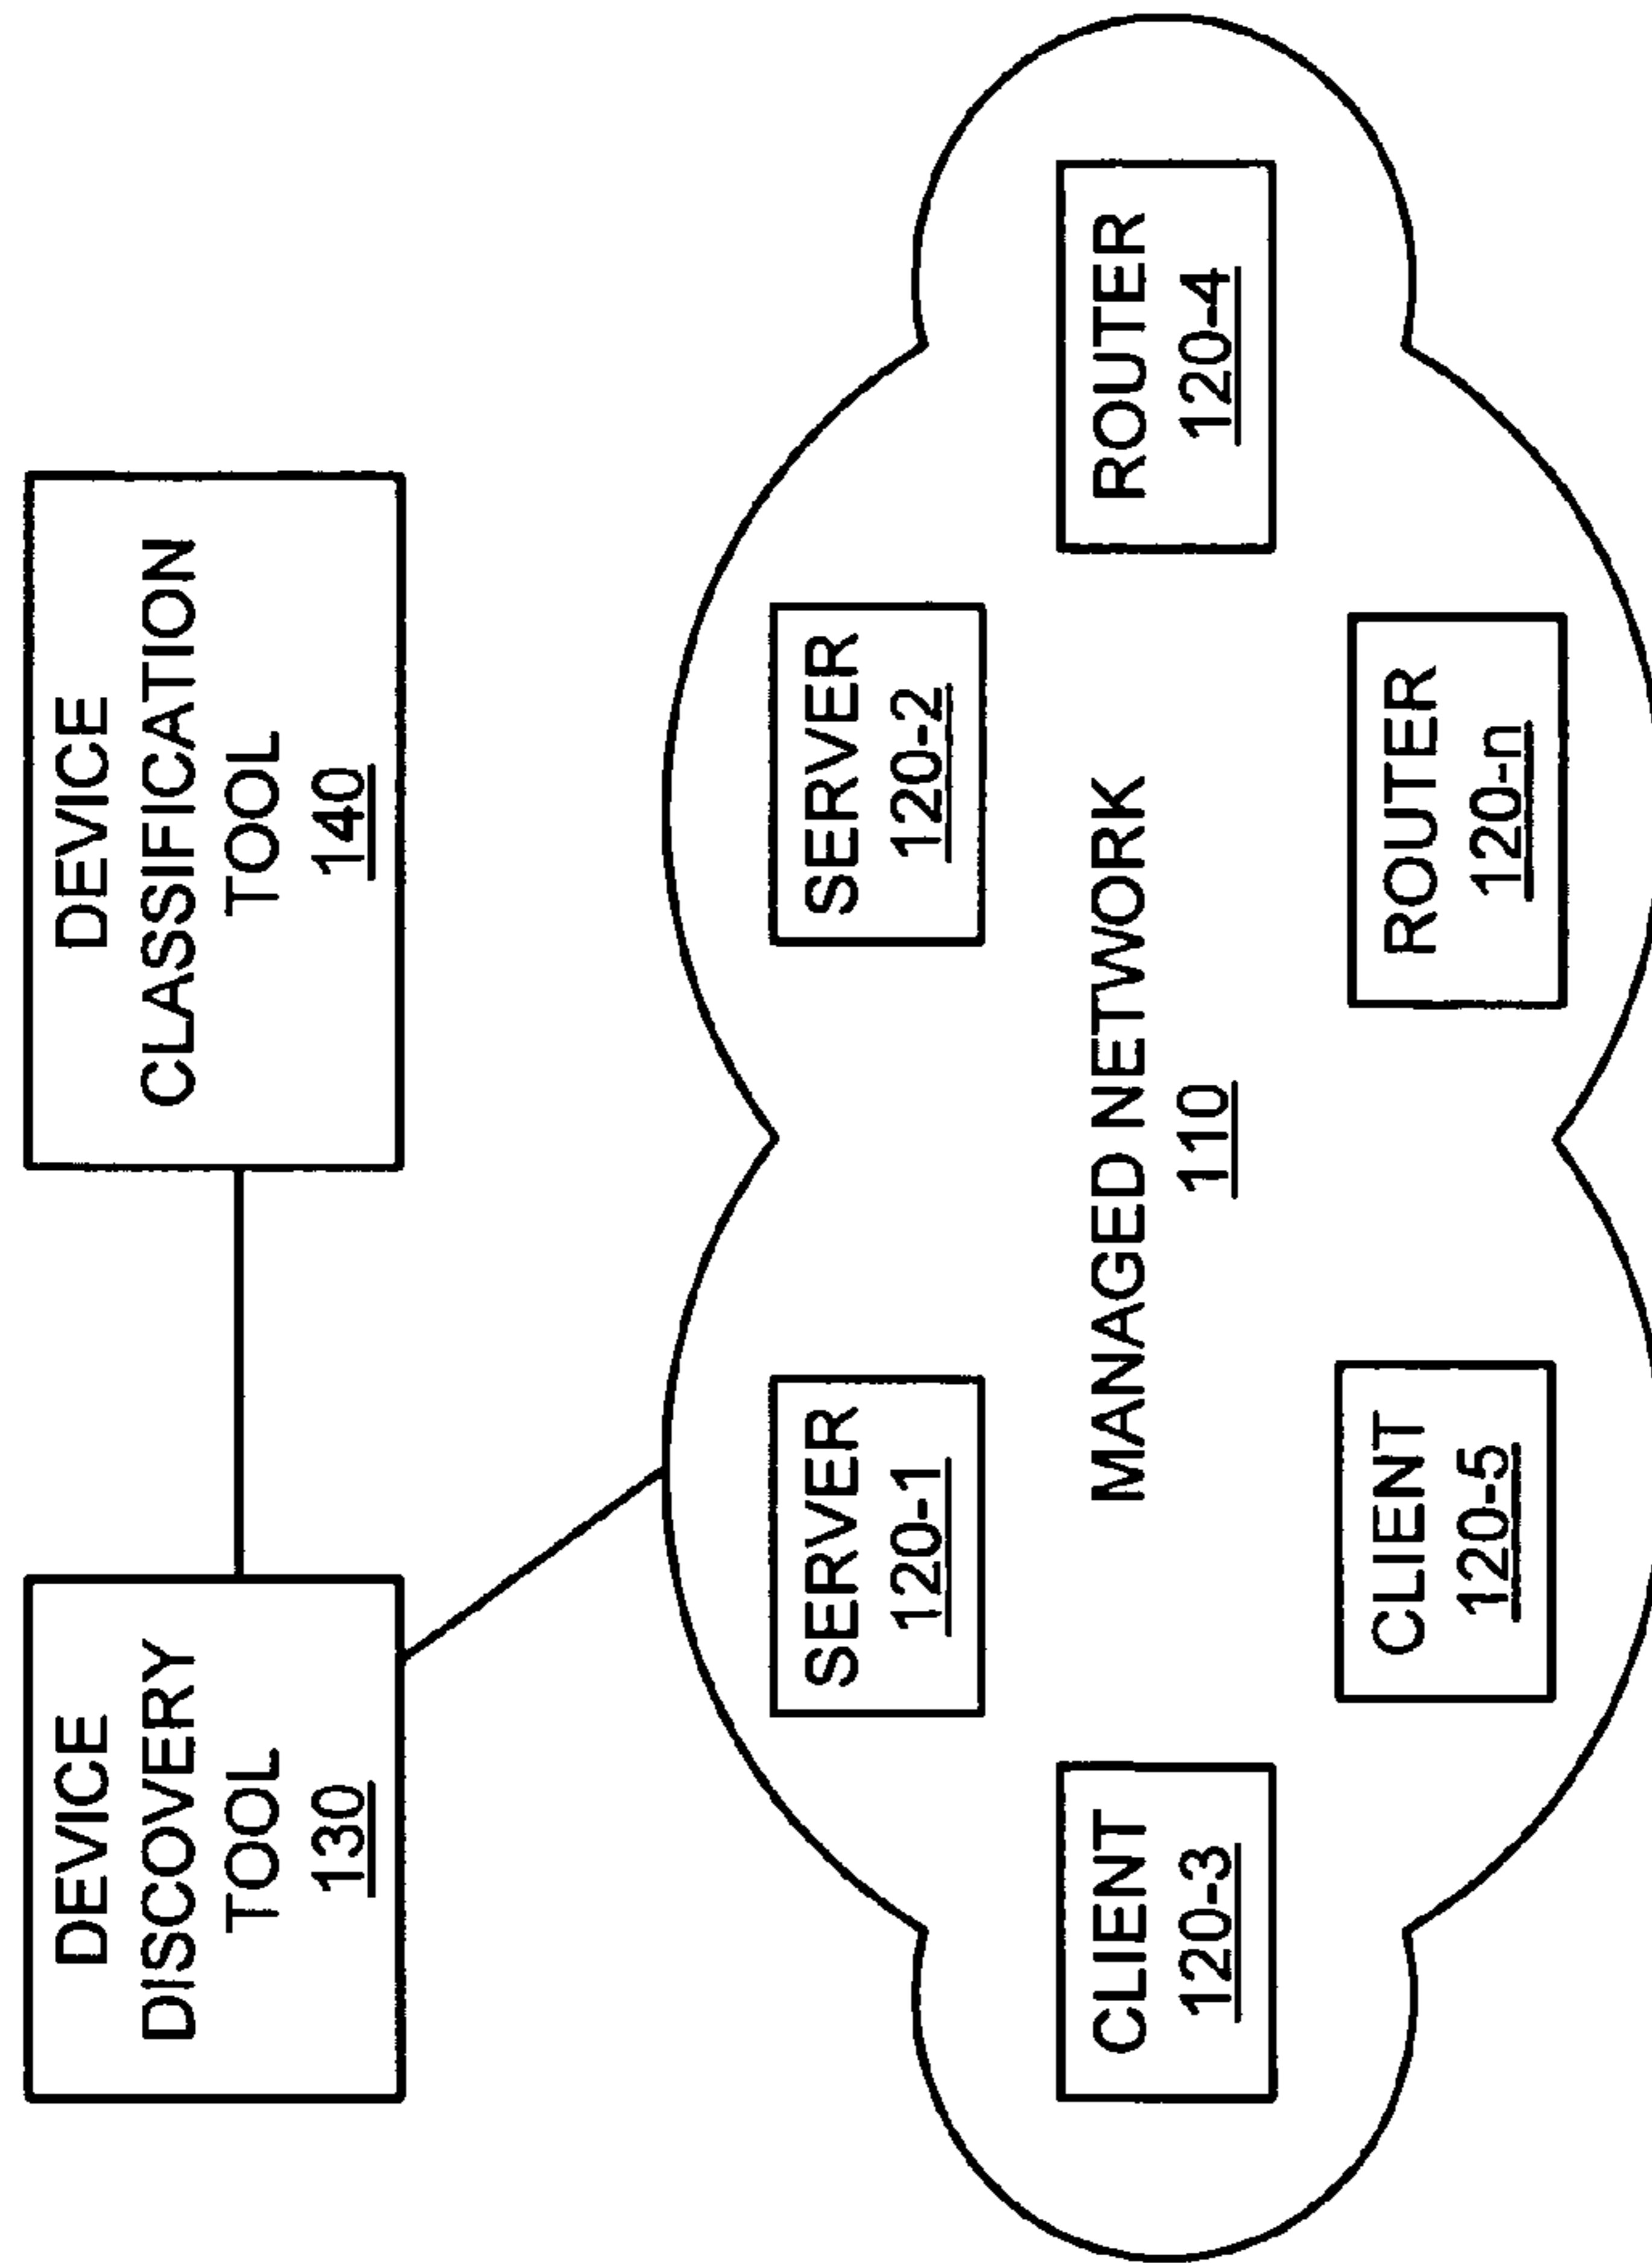 DEVICE
DISCOVERY
TOOL
130
DEVICE
CLASSIFICATION
TOOL
140
SERVER
120-1
SERVER
120-2
CLIENT
120-3
MANAGED NETWORK
110
ROUTER
120-4
CLIENT
120-5
ROUTER
120-n